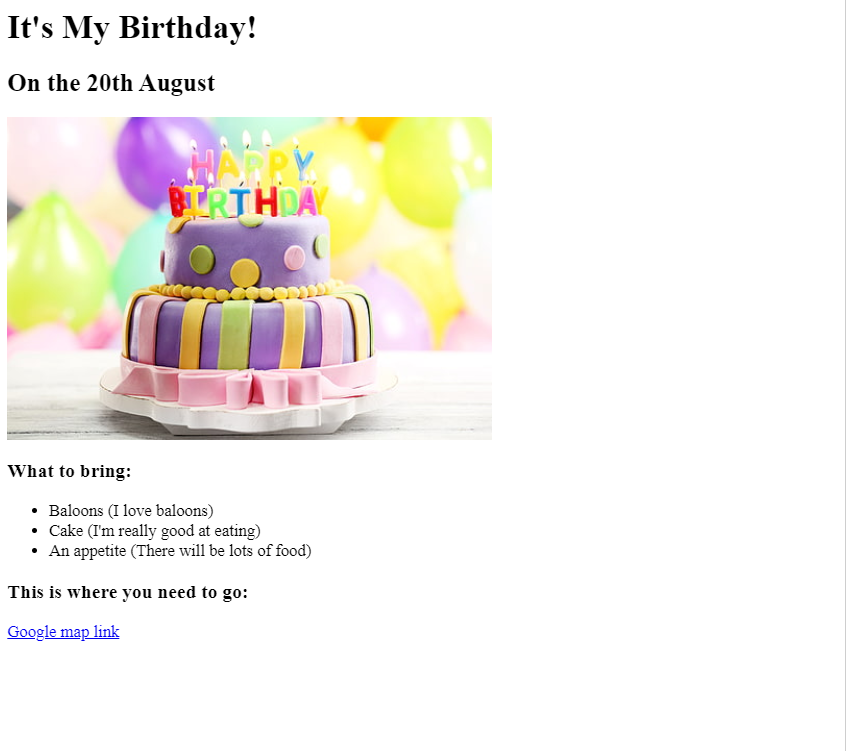 It's My Birthday!
On the 20th August
HAPPY
BIRTHDAY
What to bring:
Baloons (I love baloons)
Cake (I'm really good at eating)
An appetite (There will be lots of food)
This is where you need to go:
Google map link